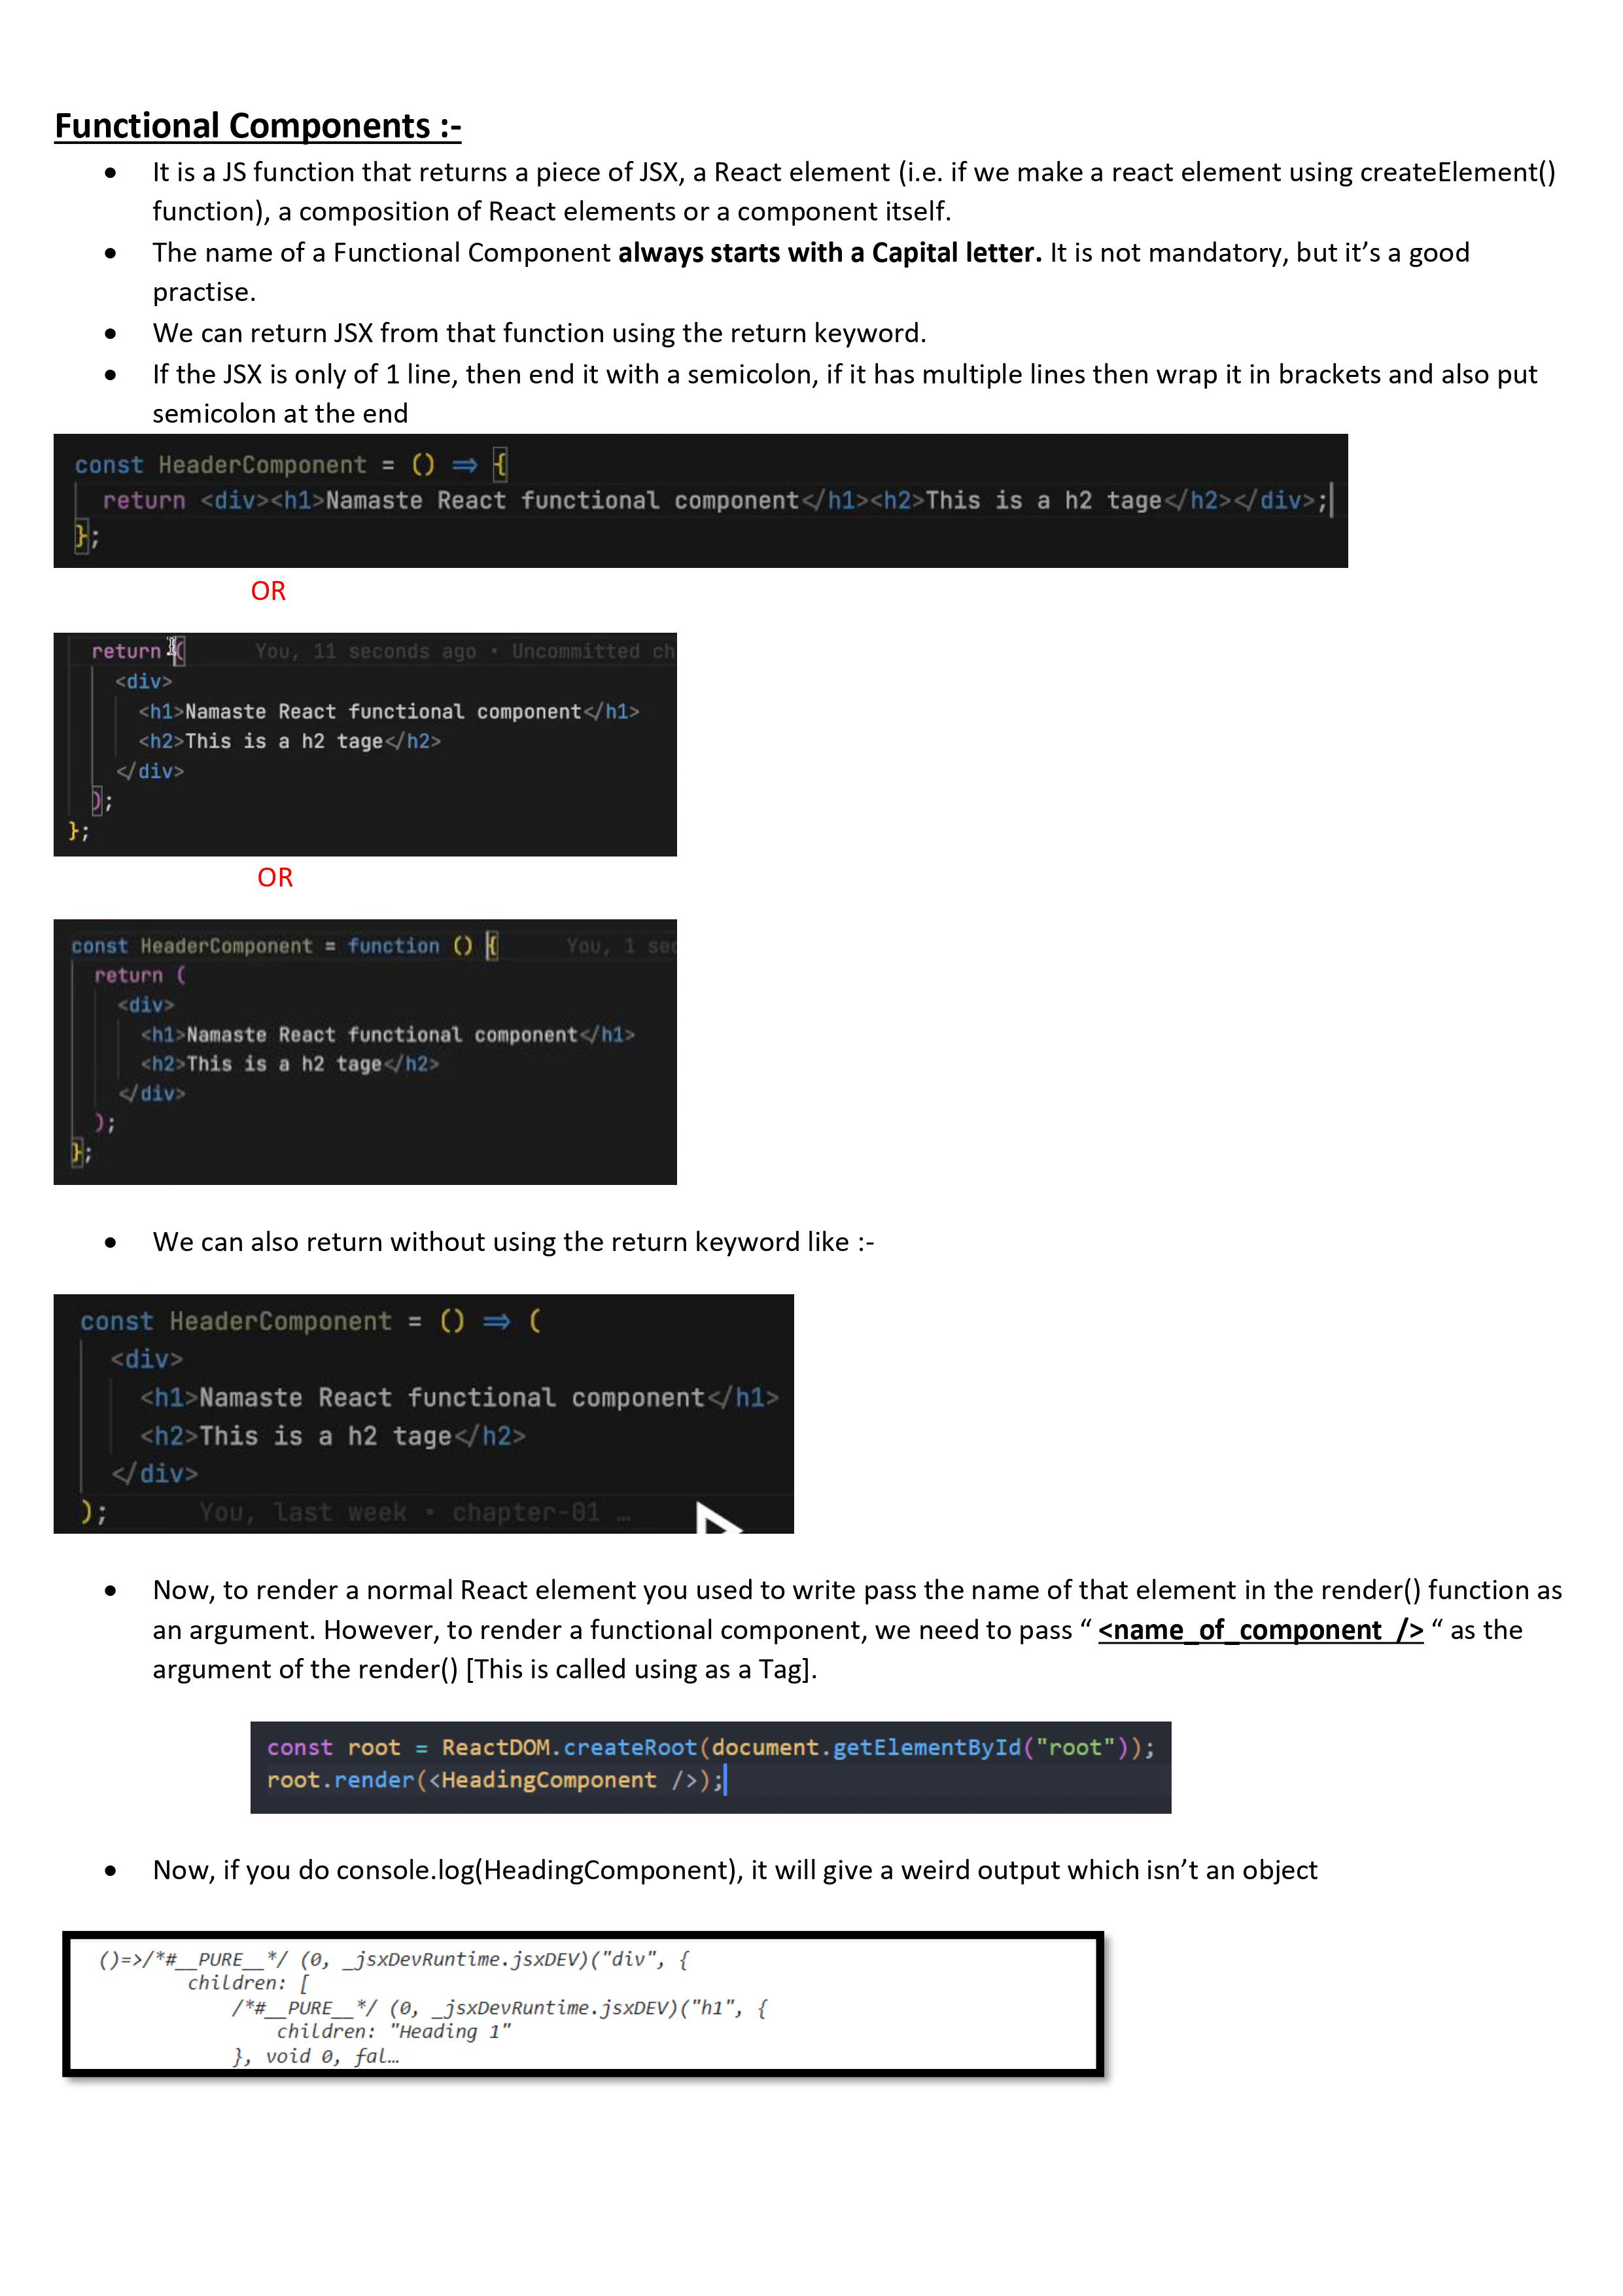 Functional Components :-
• It is a JS function that returns a piece of JSX, a React element (i.e. if we make a react element using createElement()
function), a composition of React elements or a component itself.
• The name of a Functional Component always starts with a Capital letter. It is not mandatory, but it’s a good
practise.
• We can return JSX from that function using the return keyword.
• If the JSX is only of 1 line, then end it with a semicolon, if it has multiple lines then wrap it in brackets and also put
semicolon at the end
const HeaderComponent = () => {
return <div><h1>Namaste React functional component</h1><h2>This is a h2 tage</h2></div>;
};
OR
return ( You, 11 seconds ago • Uncommitted ch
<div>
<h1>Namaste React functional component</h1>
<h2>This is a h2 tage</h2>
</div>
);
};
OR
const HeaderComponent = function () { You, 1 sec
return (
<div>
<h1>Namaste React functional component</h1>
<h2>This is a h2 tage</h2>
</div>
);
};
• We can also return without using the return keyword like :-
const HeaderComponent = () => (
<div>
<h1>Namaste React functional component</h1>
<h2>This is a h2 tage</h2>
</div>
); You, last week • chapter-01 …
• Now, to render a normal React element you used to write pass the name of that element in the render() function as
an argument. However, to render a functional component, we need to pass “ <name_of_component /> “ as the
argument of the render() [This is called using as a Tag].
const root = ReactDOM.createRoot(document.getElementById("root"));
root.render(<HeadingComponent />);
• Now, if you do console.log(HeadingComponent), it will give a weird output which isn’t an object
()=>/*#__PURE__*/ (0, _jsxDevRuntime.jsxDEV)("div", {
children: [
/*#__PURE__*/ (0, _jsxDevRuntime.jsxDEV)("h1", {
children: "Heading 1"
}, void 0, fal…